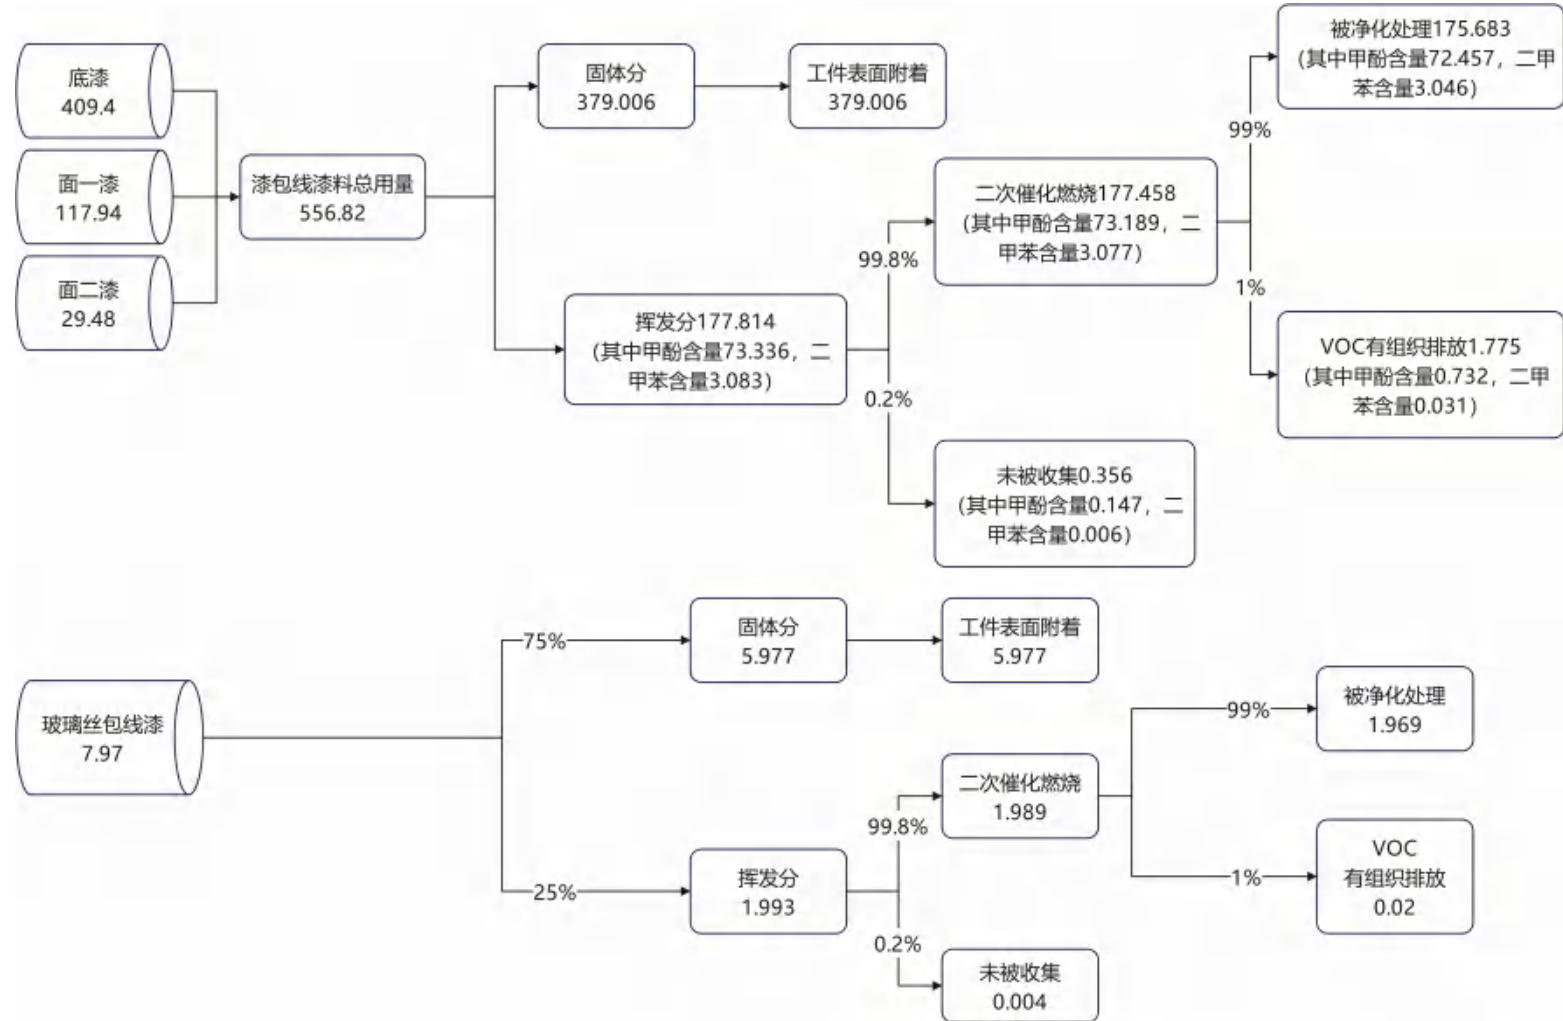 底漆
409.4
面一漆
117.94
面二漆
29.48
漆包线漆料总用量
556.82
固体分
379.006
工件表面附着
379.006
挥发分177.814
（其中甲酚含量73.336，二
甲苯含量3.083）
99.8%
0.2%
二次催化燃烧177.458
（其中甲酚含量73.189，二
甲苯含量3.077）
未被收集0.356
（其中甲酚含量0.147，二
甲苯含量0.006）
99%
1%
被净化处理175.683
（其中甲酚含量72.457，二甲
苯含量3.046）
VOC有组织排放1.775
（其中甲酚含量0.732，二甲
苯含量0.031）
玻璃丝包线漆
7.97
75%
25%
固体分
5.977
工件表面附着
5.977
挥发分
1.993
99.8%
0.2%
二次催化燃烧
1.989
未被收集
0.004
99%
1%
被净化处理
1.969
VOC
有组织排放
0.02